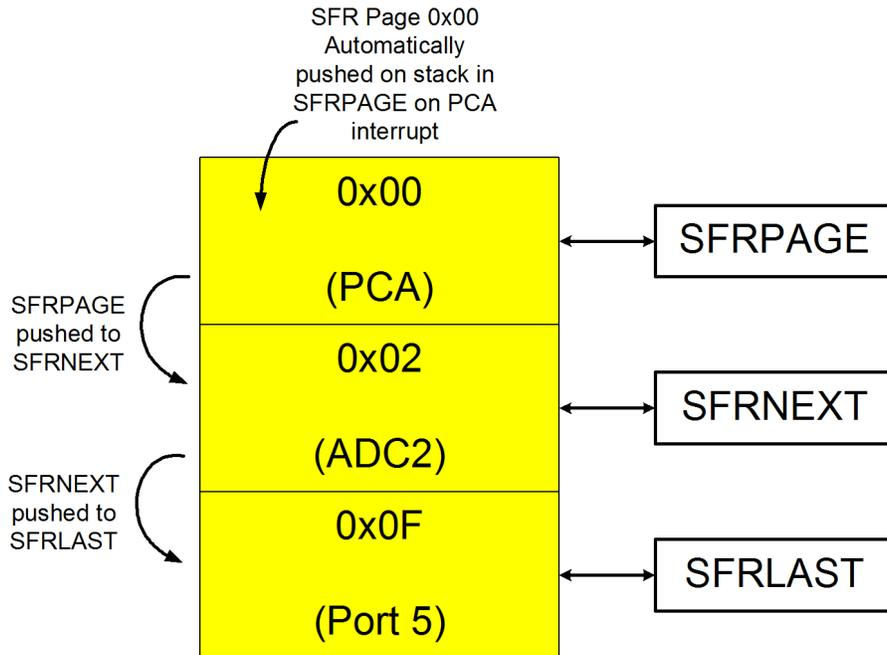 SFR Page 0x00
Automatically
pushed on stack in
SFRPAGE on PCA
interrupt
0x00
(PCA)
SFRPAGE
SFRPAGE
pushed to
SFRNEXT
0x02
(ADC2)
SFRNEXT
SFRNEXT
pushed to
SFRLAST
0x0F
(Port 5)
SFRLAST